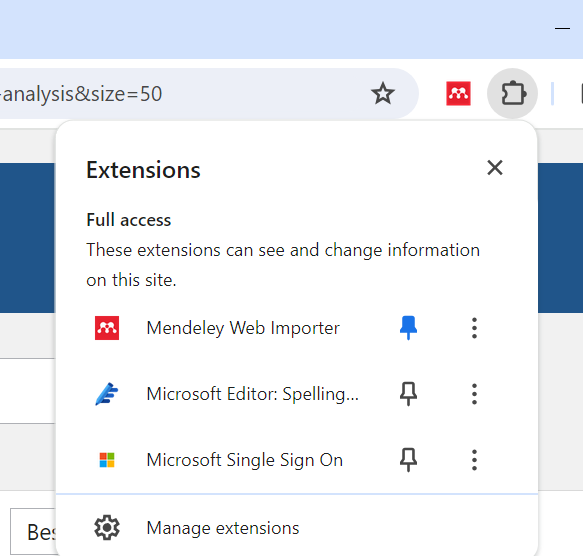 -analysis&size=50
Extensions
Full access
These extensions can see and change information
on this site.
Mendeley Web Importer
Microsoft Editor: Spelling...
Microsoft Single Sign On
Manage extensions
Bes